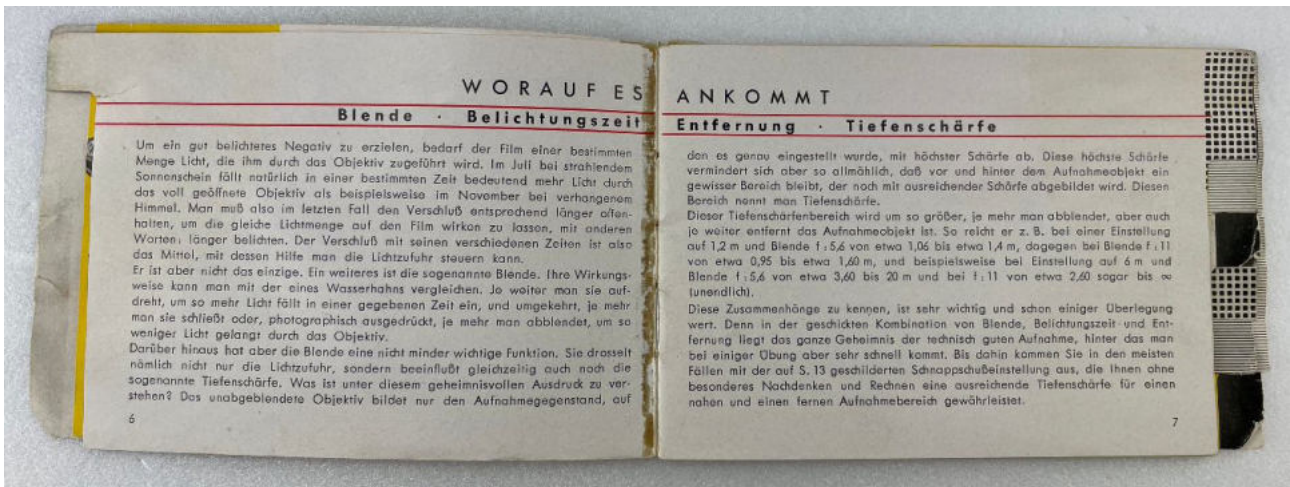 WORAUF ES ANKOMMT
Blende · Belichtungszeit
Um ein gut belichtetes Negativ zu erzielen, bedarf der Film einer bestimmten
Menge Licht, die ihm durch das Objektiv zugeführt wird. Im Juli bei strahlendem
Sonnenschein fällt natürlich in einer bestimmten Zeit bedeutend mehr Licht durch
das voll geöffnete Objektiv als beispielsweise im November bei verhangenem
Himmel. Man muß also im letzten Fall den Verschluß entsprechend länger offen-
halten, um die gleiche Lichtmenge auf den Film wirken zu lassen, mit anderen
Worten: länger belichten. Der Verschluß mit seinen verschiedenen Zeiten ist also
das Mittel, mit dessen Hilfe man die Lichtzufuhr steuern kann.
Er ist aber nicht das einzige. Ein weiteres ist die sogenannte Blende. Ihre Wirkungs-
weise kann man mit der eines Wasserhahns vergleichen. Je weiter man sie auf-
dreht, um so mehr Licht fällt in einer gegebenen Zeit ein, und umgekehrt, je mehr
man sie schließt oder, photographisch ausgedrückt, je mehr man abblendet, um so
weniger Licht gelangt durch das Objektiv.
Darüber hinaus hat aber die Blende eine nicht minder wichtige Funktion. Sie drosselt
nämlich nicht nur die Lichtzufuhr, sondern beeinflußt gleichzeitig auch noch die
sogenannte Tiefenschärfe. Was ist unter diesem geheimnisvollen Ausdruck zu ver-
stehen? Das unabgeblendete Objektiv bildet nur den Aufnahmegegenstand, auf
6
Entfernung · Tiefenschärfe
den es genau eingestellt wurde, mit höchster Schärfe ab. Diese höchste Schärfe
vermindert sich aber so allmählich, daß vor und hinter dem Aufnahmeobjekt ein
gewisser Bereich bleibt, der noch mit ausreichender Schärfe abgebildet wird. Diesen
Bereich nennt man Tiefenschärfe.
Dieser Tiefenschärfenbereich wird um so größer, je mehr man abblendet, aber auch
je weiter entfernt das Aufnahmeobjekt ist. So reicht er z. B. bei einer Einstellung
auf 1,2 m und Blende f:5,6 von etwa 1,06 bis etwa 1,4 m, dagegen bei Blende f:11
von etwa 0,95 bis etwa 1,60 m, und beispielsweise bei Einstellung auf 6 m und
Blende f:5,6 von etwa 3,60 bis 20 m und bei f:11 von etwa 2,60 sogar bis ∞
(unendlich).
Diese Zusammenhänge zu kennen, ist sehr wichtig und schon einiger Überlegung
wert. Denn in der geschickten Kombination von Blende, Belichtungszeit und Ent-
fernung liegt das ganze Geheimnis der technisch guten Aufnahme, hinter das man
bei einiger Übung aber sehr schnell kommt. Bis dahin kommen Sie in den meisten
Fällen mit der auf S. 13 geschilderten Schnappschußeinstellung aus, die Ihnen ohne
besonderes Nachdenken und Rechnen eine ausreichende Tiefenschärfe für einen
nahen und einen fernen Aufnahmebereich gewährleistet.
7